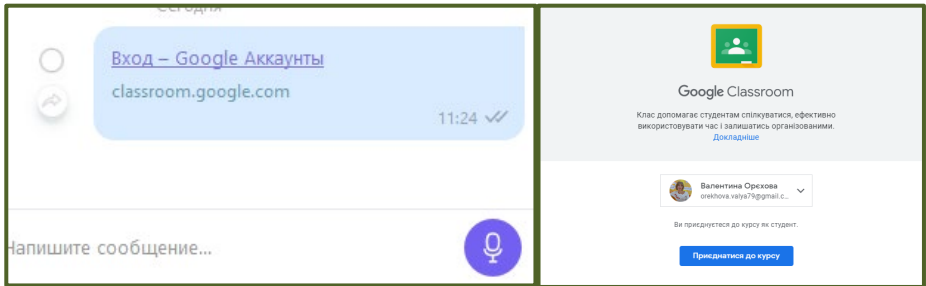 Сегодня
Вход – Google Аккаунты
classroom.google.com
11:24
Напишите сообщение...
Google Classroom
Клас допомагає студентам спілкуватися, ефективно
використовувати час і залишатись організованими.
Докладніше
Валентина Орєхова
orekhova.valya79@gmail.c...
Ви приєднуєтеся до курсу як студент.
Приєднатися до курсу